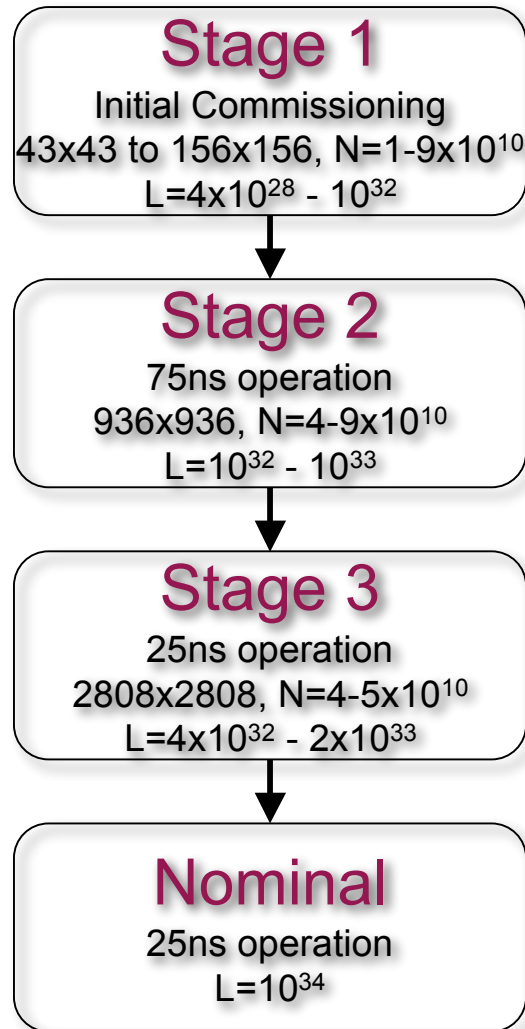 Stage 1
Initial Commissioning
43x43 to 156x156, N=1-9x10¹⁰
L=4x10²⁸ - 10³²
Stage 2
75ns operation
936x936, N=4-9x10¹⁰
L=10³² - 10³³
Stage 3
25ns operation
2808x2808, N=4-5x10¹⁰
L=4x10³² - 2x10³³
Nominal
25ns operation
L=10³⁴